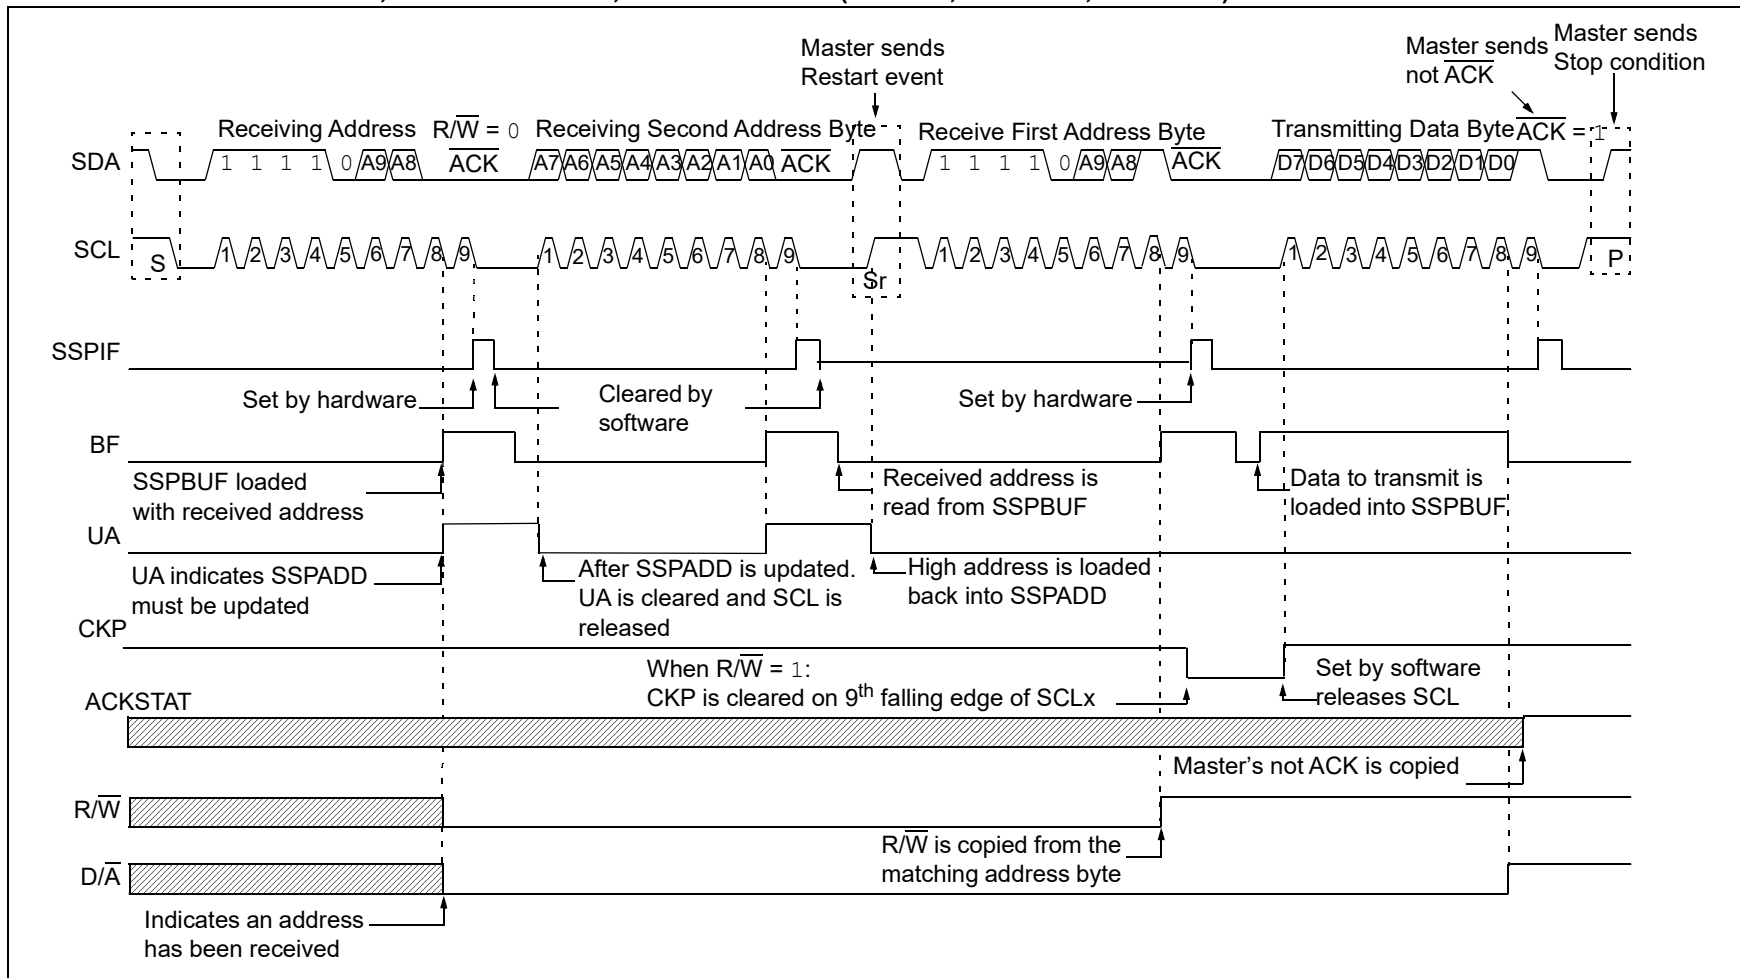 Master sends
Restart event
Master sends
not ACK
Master sends
Stop condition
Receiving Address R/W = 0 Receiving Second Address Byte Receive First Address Byte Transmitting Data Byte ACK = 1
SDA 1 1 1 1 0 A9 A8 ACK A7 A6 A5 A4 A3 A2 A1 A0 ACK 1 1 1 1 0 A9 A8 ACK D7 D6 D5 D4 D3 D2 D1 D0
SCL S 1 2 3 4 5 6 7 8 9 1 2 3 4 5 6 7 8 9 Sr 1 2 3 4 5 6 7 8 9 1 2 3 4 5 6 7 8 9 P
SSPIF
Set by hardware
Cleared by
software
Set by hardware
BF
SSPBUF loaded
with received address
Received address is
read from SSPBUF
Data to transmit is
loaded into SSPBUF
UA
UA indicates SSPADD
must be updated
After SSPADD is updated.
UA is cleared and SCL is
released
High address is loaded
back into SSPADD
CKP
When R/W = 1:
CKP is cleared on 9th falling edge of SCLx
Set by software
releases SCL
ACKSTAT
Master's not ACK is copied
R/W
R/W is copied from the
matching address byte
D/A
Indicates an address
has been received